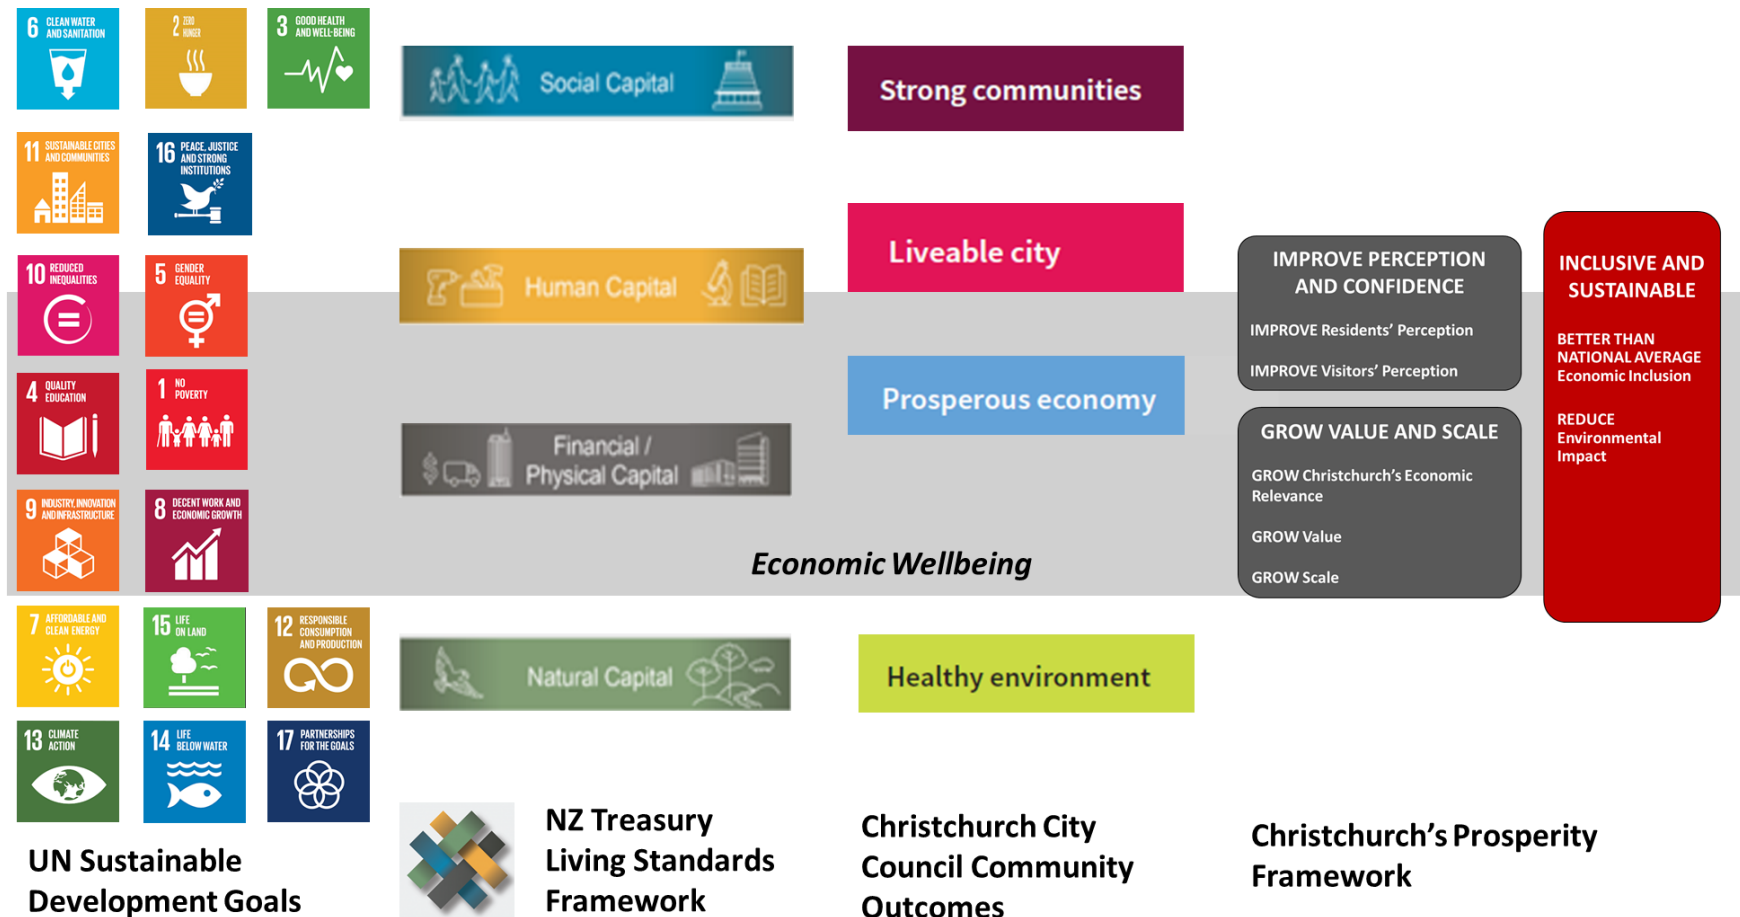 6 CLEAN WATER
AND SANITATION
2 ZERO
HUNGER
3 GOOD HEALTH
AND WELL-BEING
11 SUSTAINABLE CITIES
AND COMMUNITIES
16 PEACE, JUSTICE
AND STRONG
INSTITUTIONS
10 REDUCED
INEQUALITIES
5 GENDER
EQUALITY
4 QUALITY
EDUCATION
1 NO
POVERTY
9 INDUSTRY, INNOVATION
AND INFRASTRUCTURE
8 DECENT WORK AND
ECONOMIC GROWTH
7 AFFORDABLE AND
CLEAN ENERGY
15 LIFE
ON LAND
12 RESPONSIBLE
CONSUMPTION
AND PRODUCTION
13 CLIMATE
ACTION
14 LIFE
BELOW WATER
17 PARTNERSHIPS
FOR THE GOALS
UN Sustainable
Development Goals
Social Capital
Human Capital
Financial /
Physical Capital
Natural Capital
NZ Treasury
Living Standards
Framework
Strong communities
Liveable city
Prosperous economy
Economic Wellbeing
Healthy environment
Christchurch City
Council Community
Outcomes
IMPROVE PERCEPTION
AND CONFIDENCE
IMPROVE Residents' Perception
IMPROVE Visitors' Perception
GROW VALUE AND SCALE
GROW Christchurch's Economic
Relevance
GROW Value
GROW Scale
INCLUSIVE AND
SUSTAINABLE
BETTER THAN
NATIONAL AVERAGE
Economic Inclusion
REDUCE
Environmental
Impact
Christchurch's Prosperity
Framework